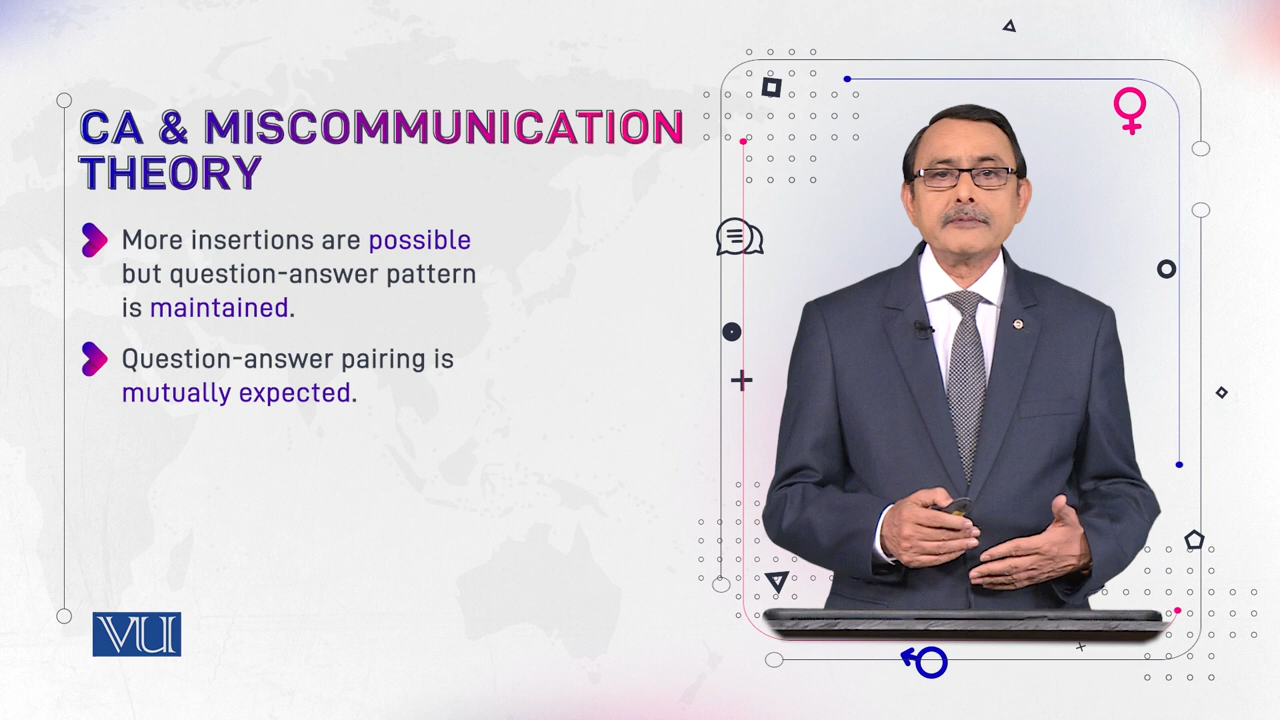 CA & MISCOMMUNICATION
THEORY
More insertions are possible
but question-answer pattern
is maintained.
Question-answer pairing is
mutually expected.
VU